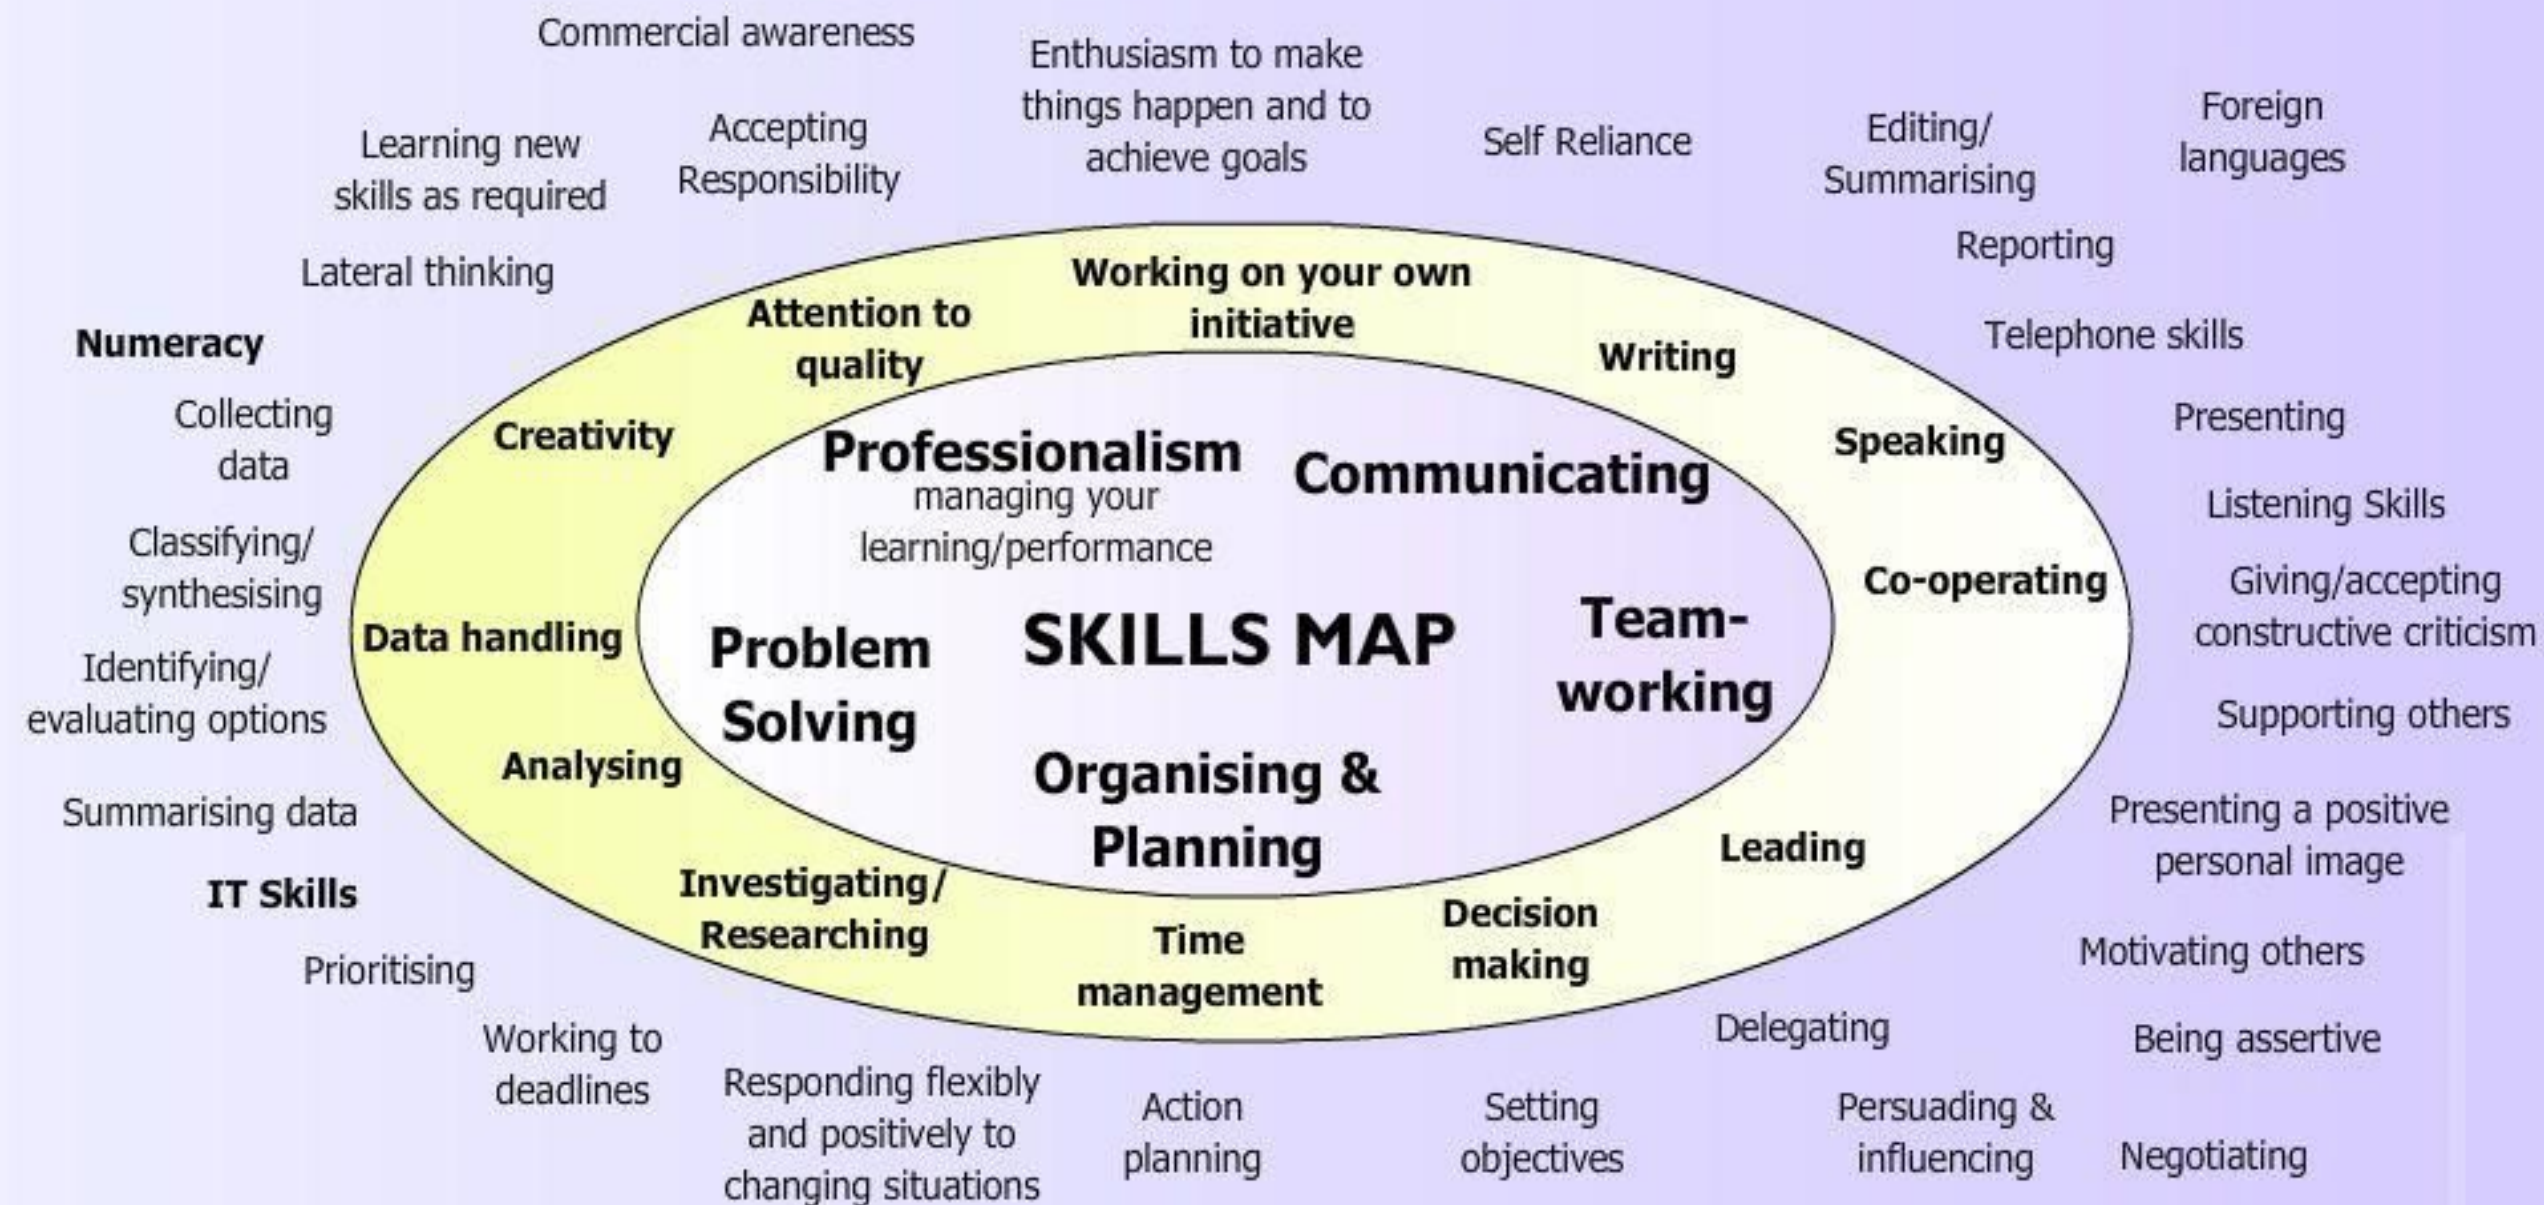 Commercial awareness
Enthusiasm to make
things happen and to
achieve goals
Foreign
languages
Learning new
skills as required
Accepting
Responsibility
Self Reliance
Editing/
Summarising
Reporting
Lateral thinking
Telephone skills
Numeracy
Presenting
Collecting
data
Listening Skills
Classifying/
synthesising
Giving/accepting
constructive criticism
Identifying/
evaluating options
Supporting others
Summarising data
Presenting a positive
personal image
IT Skills
Motivating others
Prioritising
Being assertive
Working to
deadlines
Responding flexibly
and positively to
changing situations
Action
planning
Setting
objectives
Delegating
Persuading &
influencing
Negotiating
Working on your own
initiative
Attention to
quality
Writing
Creativity
Speaking
Data handling
Co-operating
Analysing
Leading
Investigating/
Researching
Time
management
Decision
making
Professionalism
managing your
learning/performance
Communicating
Problem
Solving
SKILLS MAP
Team-
working
Organising &
Planning